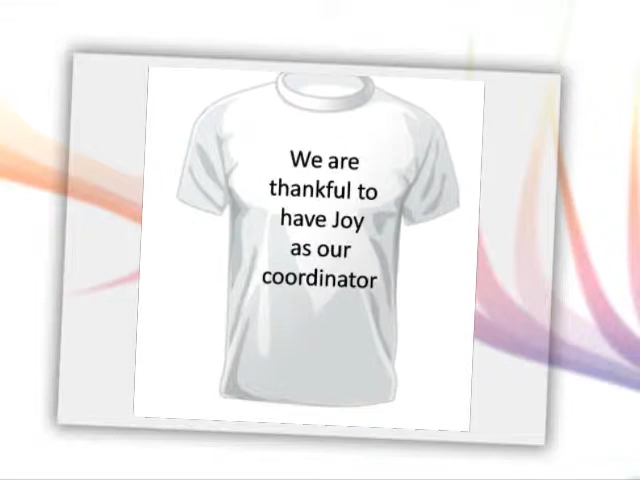 We are
thankful to
have Joy
as our
coordinator